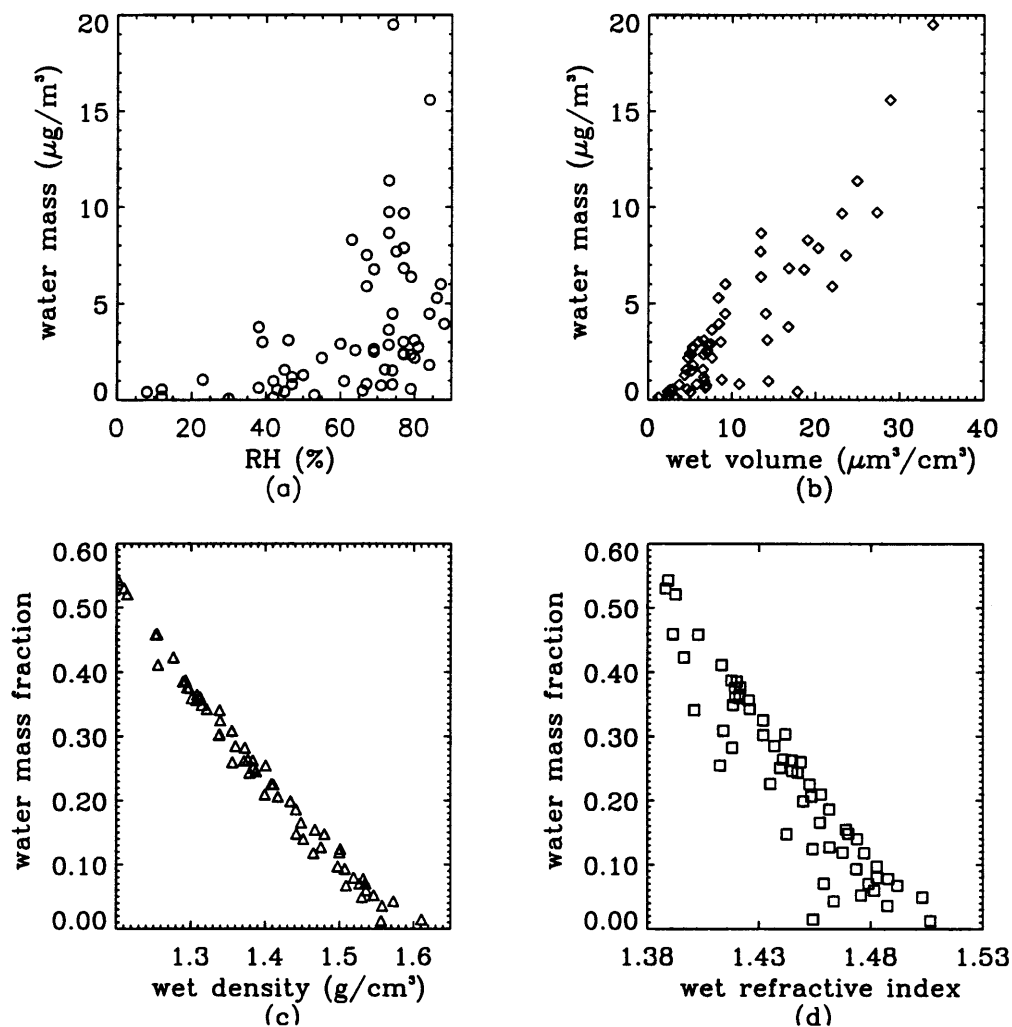 20
15
10
5
0
water mass (μg/m³)
0 20 40 60 80
RH (%)
(a)
20
15
10
5
0
water mass (μg/m³)
0 10 20 30 40
wet volume (μm³/cm³)
(b)
0.60
0.50
0.40
0.30
0.20
0.10
0.00
water mass fraction
1.3 1.4 1.5 1.6
wet density (g/cm³)
(c)
0.60
0.50
0.40
0.30
0.20
0.10
0.00
water mass fraction
1.38 1.43 1.48 1.53
wet refractive index
(d)